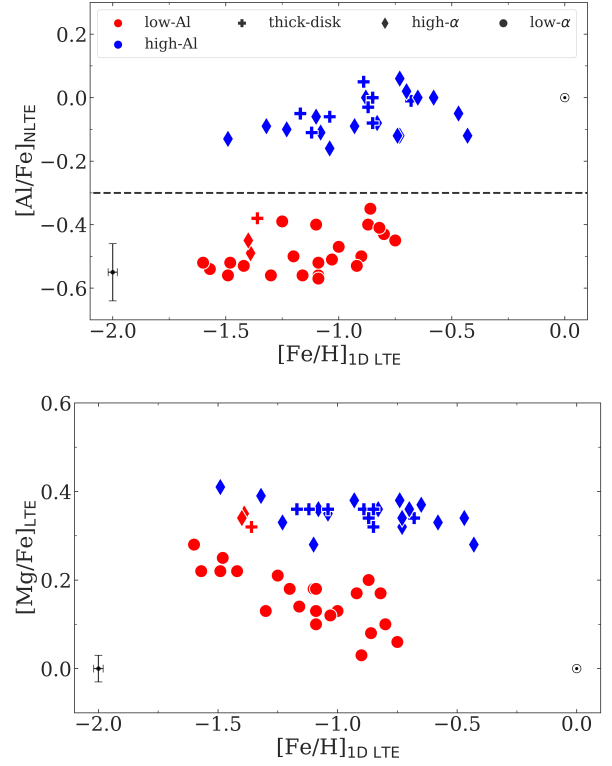 low-Al thick-disk high-α low-α
high-Al
0.2
0.0
−0.2
−0.4
−0.6
[Al/Fe]NLTE
−2.0 −1.5 −1.0 −0.5 0.0
[Fe/H]1D LTE
0.6
0.4
0.2
0.0
[Mg/Fe]LTE
−2.0 −1.5 −1.0 −0.5 0.0
[Fe/H]1D LTE